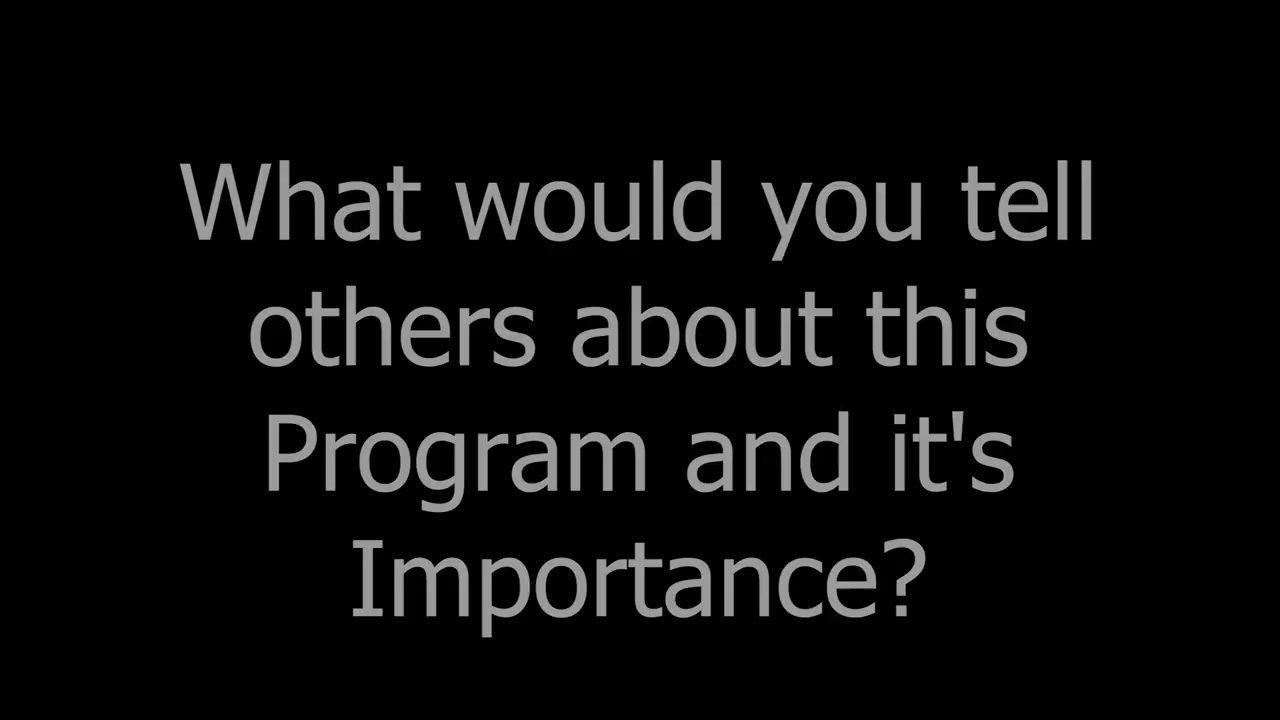 What would you tell
others about this
Program and it's
Importance?